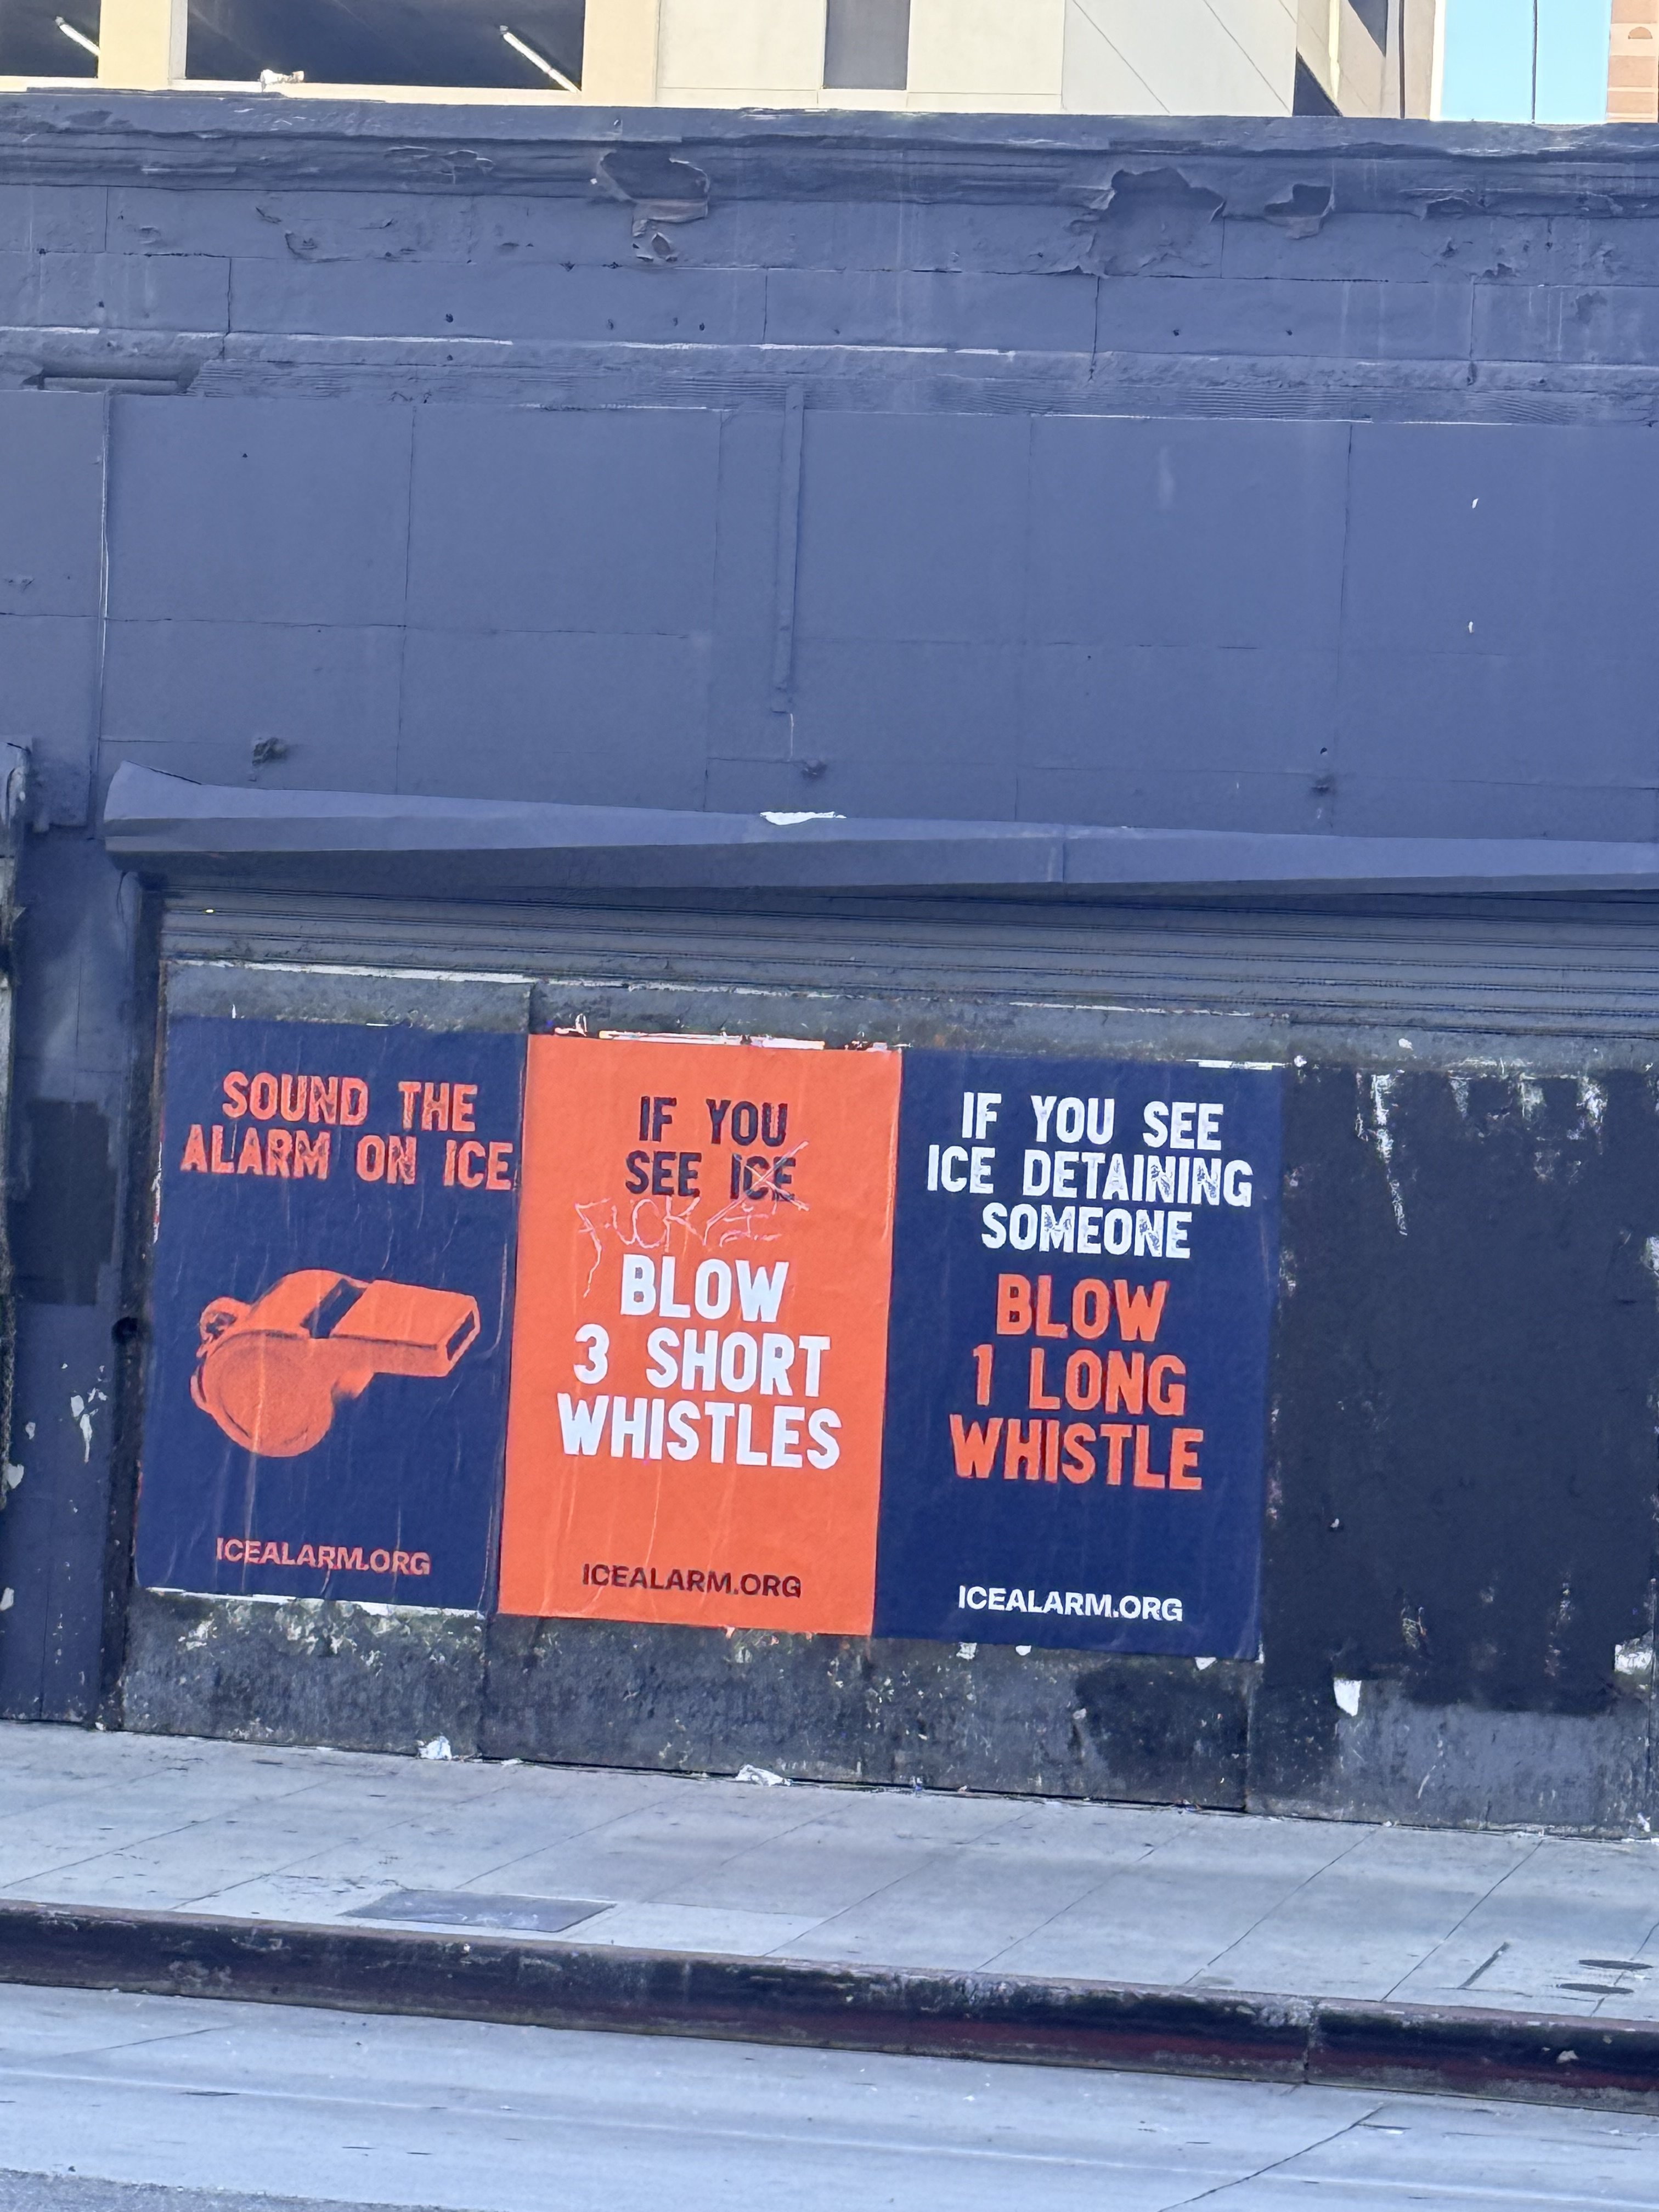 SOUND THE
ALARM ON ICE
ICEALARM.ORG
IF YOU
SEE ICE
FUCK
BLOW
3 SHORT
WHISTLES
ICEALARM.ORG
IF YOU SEE
ICE DETAINING
SOMEONE
BLOW
1 LONG
WHISTLE
ICEALARM.ORG